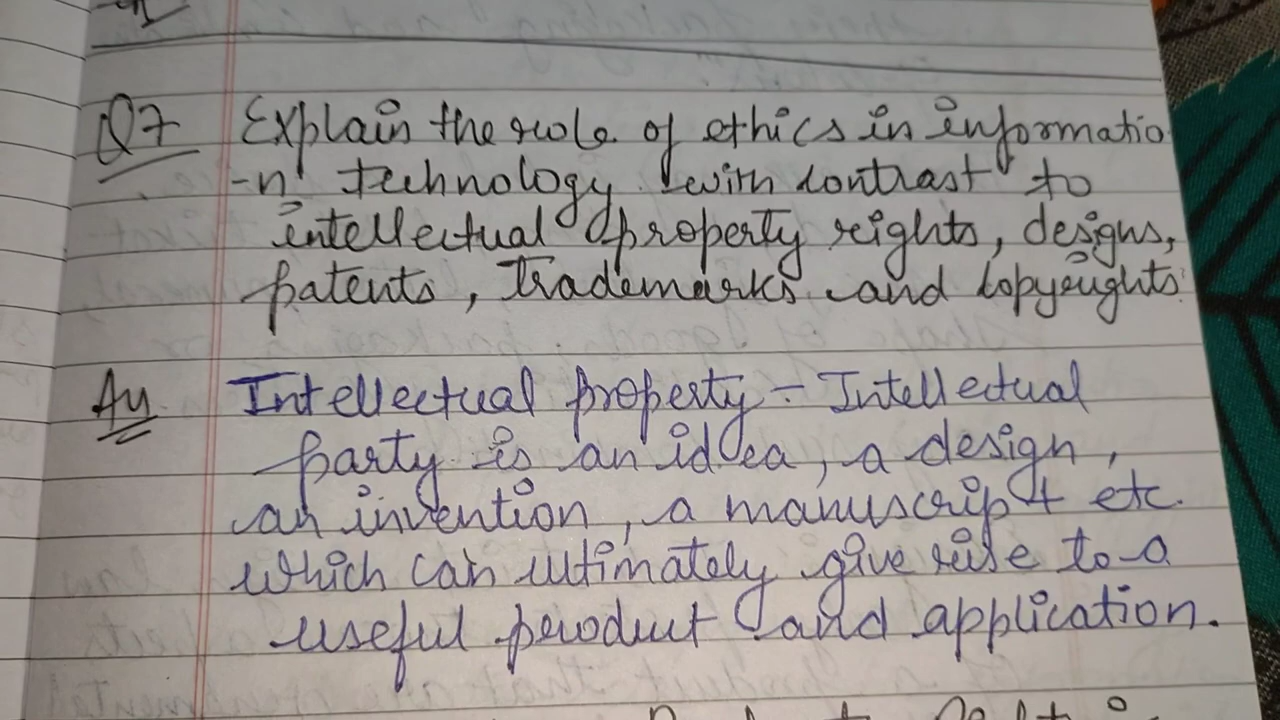 Q7 Explain the role of ethics in informatio
-n technology with contrast to
intellectual property rights, designs,
patents, trademarks and copyrights
Intellectual property - Intellectual
party is an idea, a design,
an invention, a manuscript etc.
which can ultimately give rise to a
useful product and application.